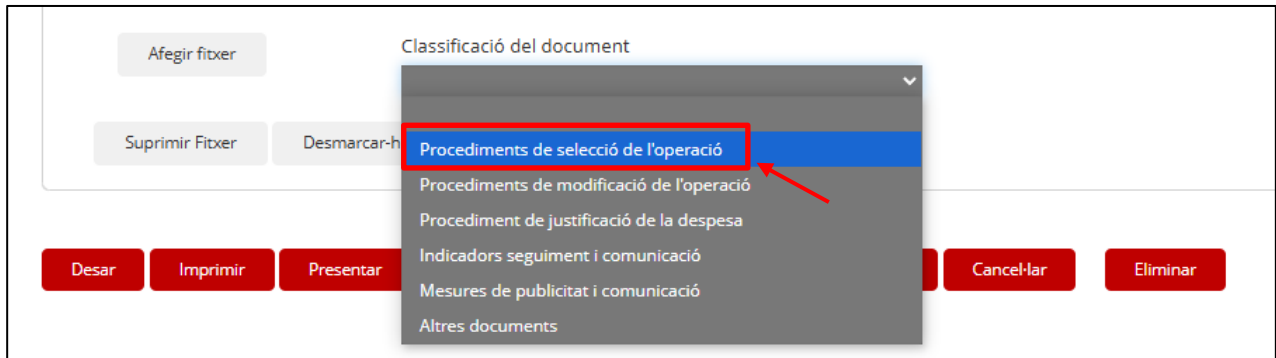 Afegir fitxer
Classificació del document
Suprimir Fitxer
Desmarcar-h
Procediments de selecció de l'operació
Procediments de modificació de l'operació
Procediment de justificació de la despesa
Indicadors seguiment i comunicació
Mesures de publicitat i comunicació
Altres documents
Desar
Imprimir
Presentar
Cancel·lar
Eliminar